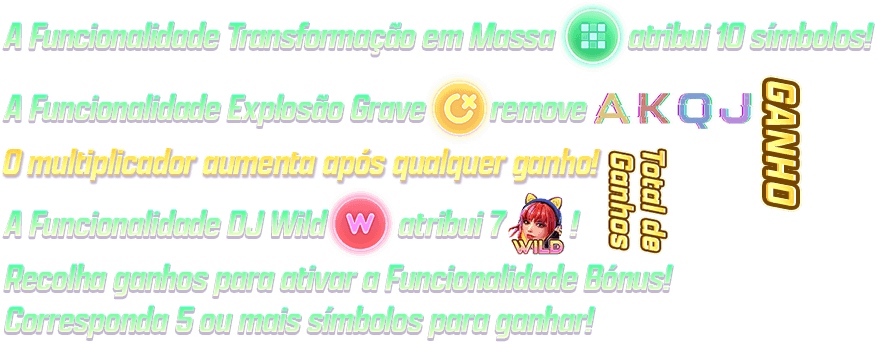 A Funcionalidade Transformação em Massa atribui 10 símbolos!
A Funcionalidade Explosão Grave remove A K Q J
GANHO
O multiplicador aumenta após qualquer ganho!
Total de
Ganhos
A Funcionalidade DJ Wild W atribui 7 WILD !
Recolha ganhos para ativar a Funcionalidade Bónus!
Corresponda 5 ou mais símbolos para ganhar!